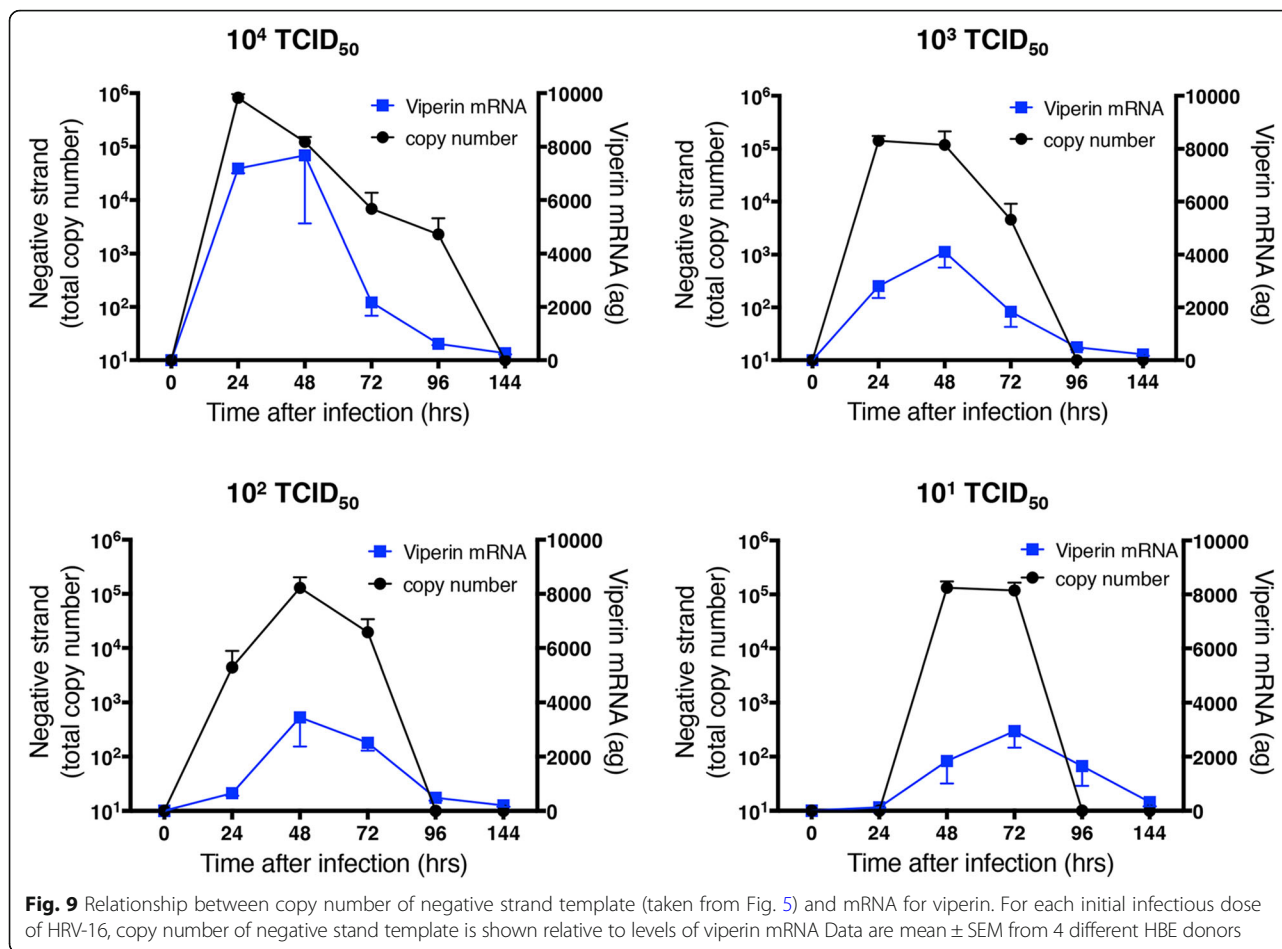 10⁴ TCID₅₀
Negative strand
(total copy number)
10⁶
10⁵
10⁴
10³
10²
10¹
Viperin mRNA
copy number
10000
8000
6000
4000
2000
0
Viperin mRNA (ag)
0 24 48 72 96 144
Time after infection (hrs)
10³ TCID₅₀
Negative strand
(total copy number)
10⁶
10⁵
10⁴
10³
10²
10¹
Viperin mRNA
copy number
10000
8000
6000
4000
2000
0
Viperin mRNA (ag)
0 24 48 72 96 144
Time after infection (hrs)
10² TCID₅₀
Negative strand
(total copy number)
10⁶
10⁵
10⁴
10³
10²
10¹
Viperin mRNA
copy number
10000
8000
6000
4000
2000
0
Viperin mRNA (ag)
0 24 48 72 96 144
Time after infection (hrs)
10¹ TCID₅₀
Negative strand
(total copy number)
10⁶
10⁵
10⁴
10³
10²
10¹
Viperin mRNA
copy number
10000
8000
6000
4000
2000
0
Viperin mRNA (ag)
0 24 48 72 96 144
Time after infection (hrs)
Fig. 9 Relationship between copy number of negative strand template (taken from Fig. 5) and mRNA for viperin. For each initial infectious dose
of HRV-16, copy number of negative stand template is shown relative to levels of viperin mRNA Data are mean ± SEM from 4 different HBE donors